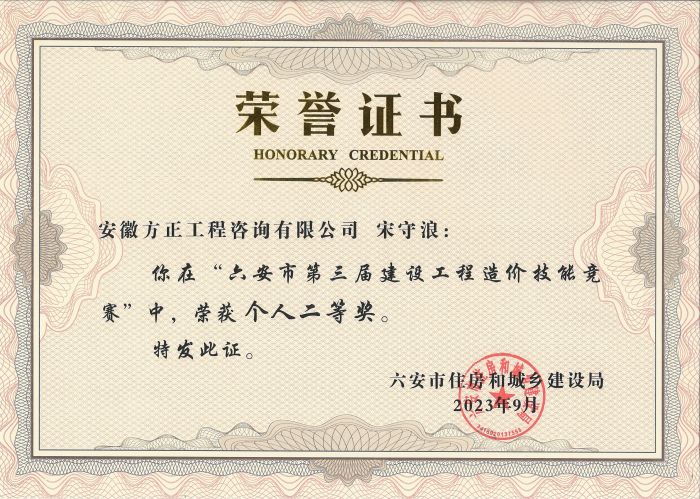 荣誉证书
HONORARY CREDENTIAL
安徽方正工程咨询有限公司 宋守浪：
你在“六安市第三届建设工程造价技能竞
赛”中，荣获个人二等奖。
特发此证。
六安市住房和城乡建设局
2023年9月